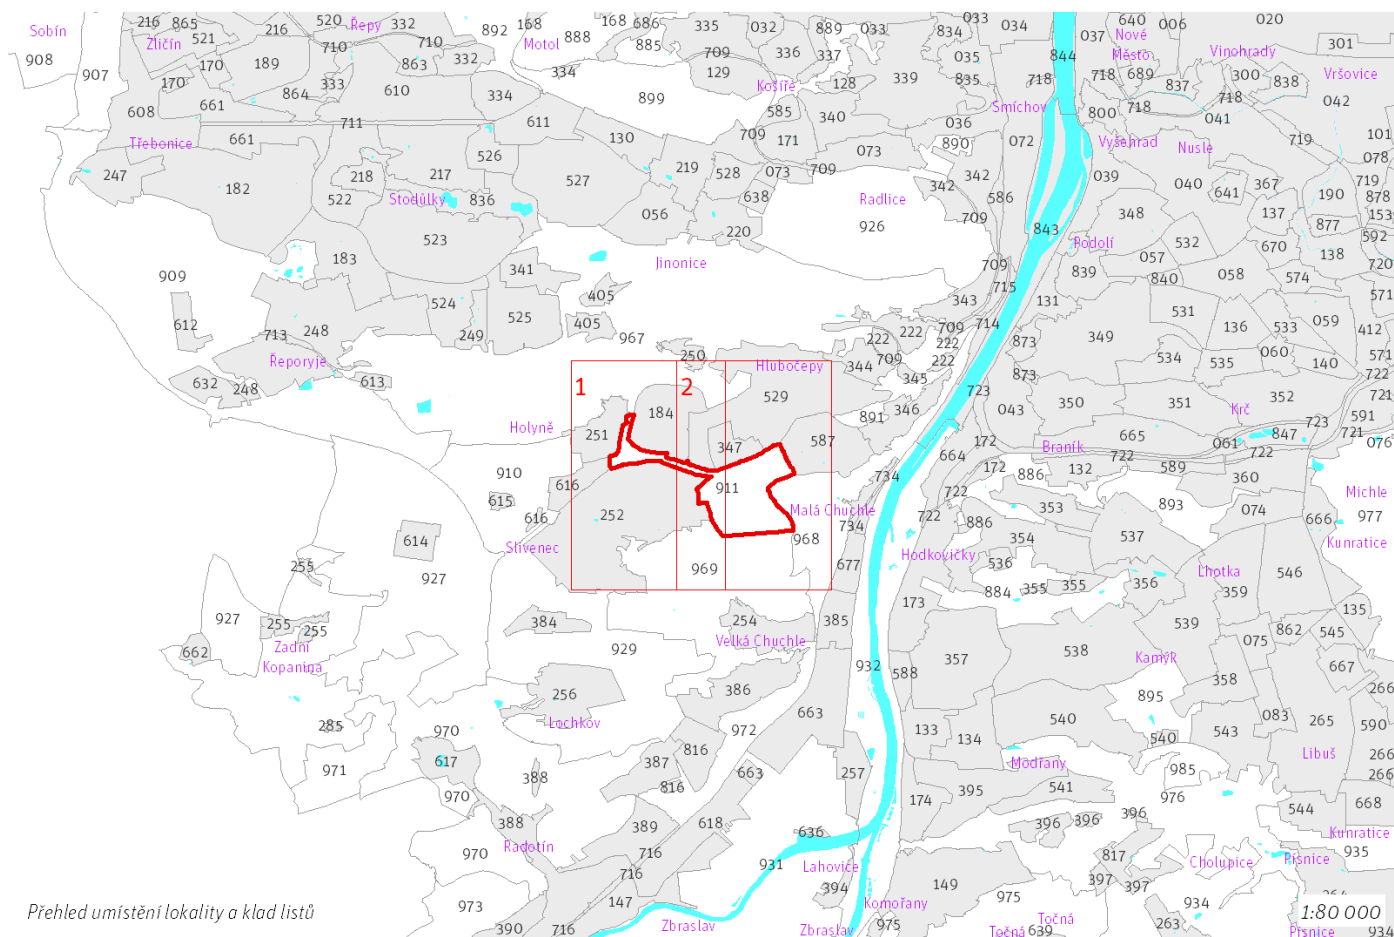 Sobín 216 865 520 Řepy 332 892 168 168 686 335 032 889 033 834 033 034 037 640 Nové Město 006 020
908 907 Zličín 521 216 710 710 Motol 888 885 709 336 337 035 844 Vinohrady 301
170 170 189 333 863 332 334 129 Košíře 128 339 835 718 718 689 837 300 838 Vršovice
608 661 864 610 334 899 585 340 Smíchov 800 718 718 042
Třebonice 661 711 611 130 709 171 036 072 Vyšehrad 041 Nusle 719 101
247 182 218 217 526 527 219 528 073 709 073 890 342 342 039 040 641 367 078
522 Stodůlky 836 056 638 Radlice 586 348 137 190 719 878
523 220 926 709 843 877 153
909 183 341 Jinonice 709 Podolí 057 532 670 138 592
612 524 525 405 715 839 840 058 574 720
713 248 249 405 343 131 531 571
967 222 222 709 714 349 136 533 059 412
Řeporyje 250 222 873 534 535 060 140 571
632 248 613 Hlubočepy 344 709 222 873 722
1 2 529 345 723 350 351 Krč 352 721
184 891 346 043 723 591
Holyně 251 347 587 172 Braník 665 061 847 721 076
910 616 911 734 664 172 722 722
615 616 252 Malá Chuchle 734 722 886 132 589 360 Michle
614 Slivenec 969 968 722 353 893 074 666 977
255 927 677 Hodkovičky 886 354 537 Kunratice
536 Lhotka 546
927 255 255 384 254 385 173 884 355 355 356 359 135
662 Zadní Kopanina 929 Velká Chuchle 539 075 862 545
932 588 357 538 Kamýk 667
256 386 895 358 266
285 970 Lochkov 972 663 133 134 540 083 265 590
971 617 387 816 540 543 Libuš
388 663 257 Modřany 985 266
970 816 174 395 541 976 266
388 389 618 636 396 396 396 544 668
970 Radotín 716 Lahovice 817 Cholupice Písnice Kunratice
716 931 394 149 397 397 935
973 147 Komořany 975 934
Přehled umístění lokality a klad listů 1:80 000
390 716 Zbraslav Zbraslav 975 Točná Točná 639 263 Písnice 934